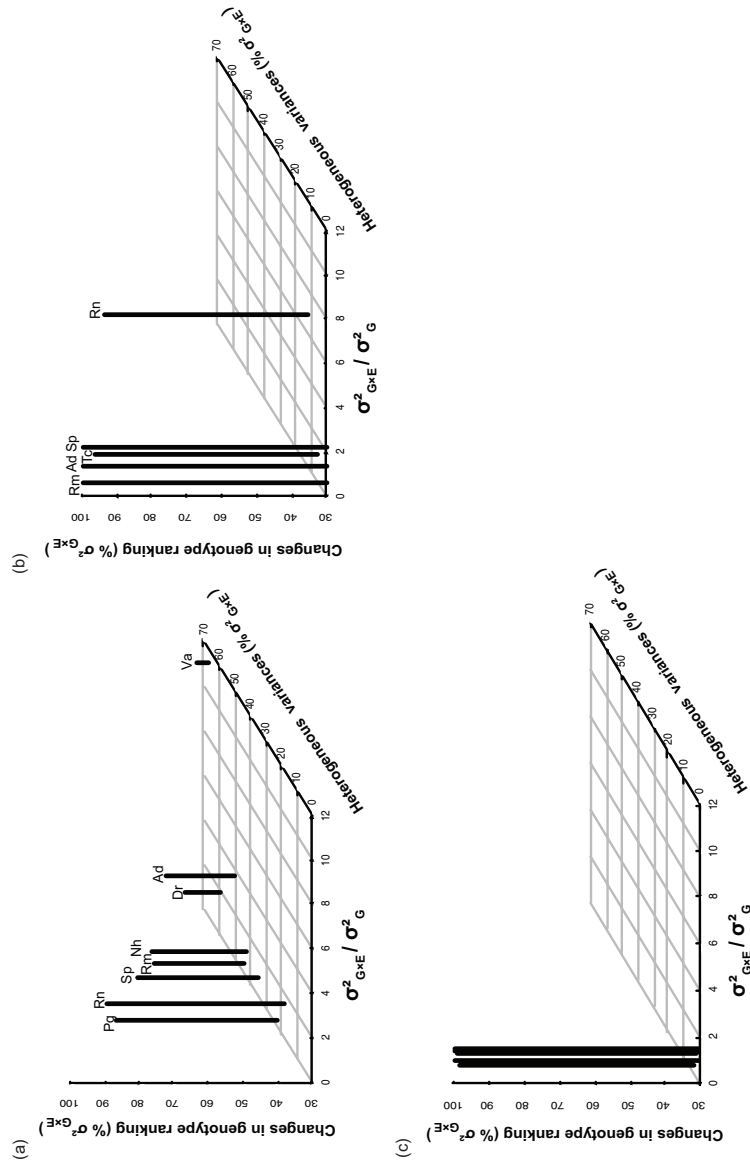 (a)
Changes in genotype ranking (% σ²G×E)
100
90
80
70
60
50
40
30
Pg
Rn
Sp
Rm
Nh
Dr
Ad
Va
0
2
4
6
8
10
12
σ²G×E / σ²G
0
10
20
30
40
50
60
70
Heterogeneous variances (% σ² G×E)
(b)
Changes in genotype ranking (% σ²G×E)
100
90
80
70
60
50
40
30
Rm
Ad
Tc
Sp
Rn
0
2
4
6
8
10
12
σ²G×E / σ²G
0
10
20
30
40
50
60
70
Heterogeneous variances (% σ² G×E)
(c)
Changes in genotype ranking (% σ²G×E)
100
90
80
70
60
50
40
30
0
2
4
6
8
10
12
σ²G×E / σ²G
0
10
20
30
40
50
60
70
Heterogeneous variances (% σ² G×E)